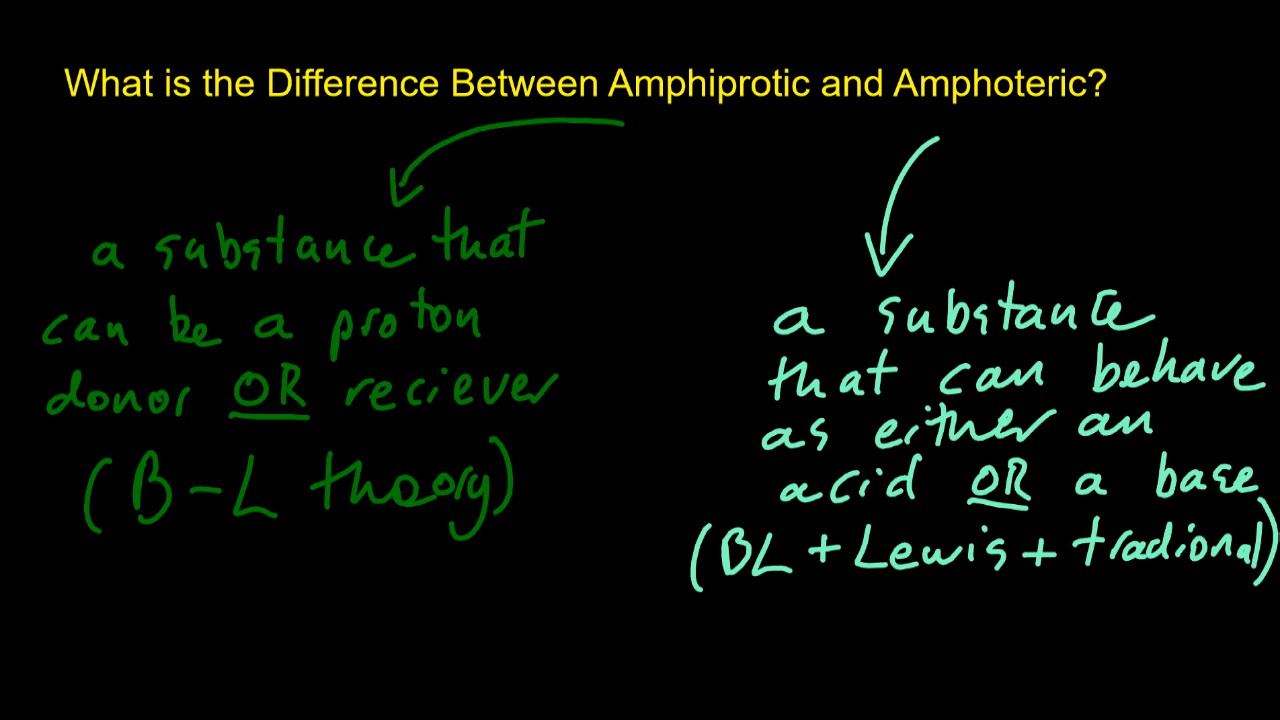 What is the Difference Between Amphiprotic and Amphoteric?
a substance that
can be a proton
donor OR reciever
(B-L theory)
a substance
that can behave
as either an
acid OR a base
(BL + Lewis + tradional)